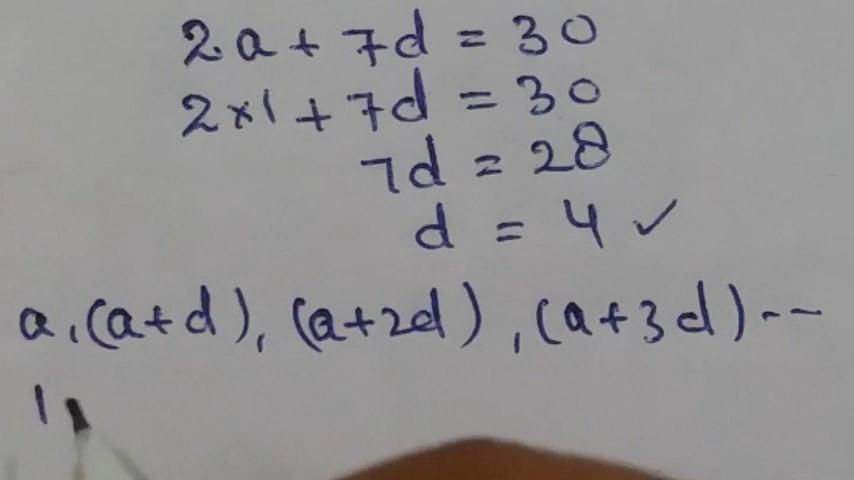 2a + 7d = 30
2×1 + 7d = 30
7d = 28
d = 4 ✓
a, (a+d), (a+2d), (a+3d)---
1